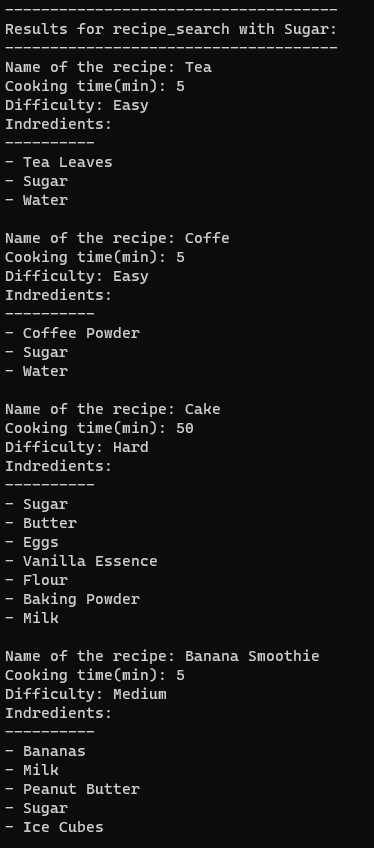 -------------------------------------
Results for recipe_search with Sugar:
-------------------------------------
Name of the recipe: Tea
Cooking time(min): 5
Difficulty: Easy
Indredients:
----------
- Tea Leaves
- Sugar
- Water

Name of the recipe: Coffe
Cooking time(min): 5
Difficulty: Easy
Indredients:
----------
- Coffee Powder
- Sugar
- Water

Name of the recipe: Cake
Cooking time(min): 50
Difficulty: Hard
Indredients:
----------
- Sugar
- Butter
- Eggs
- Vanilla Essence
- Flour
- Baking Powder
- Milk

Name of the recipe: Banana Smoothie
Cooking time(min): 5
Difficulty: Medium
Indredients:
----------
- Bananas
- Milk
- Peanut Butter
- Sugar
- Ice Cubes